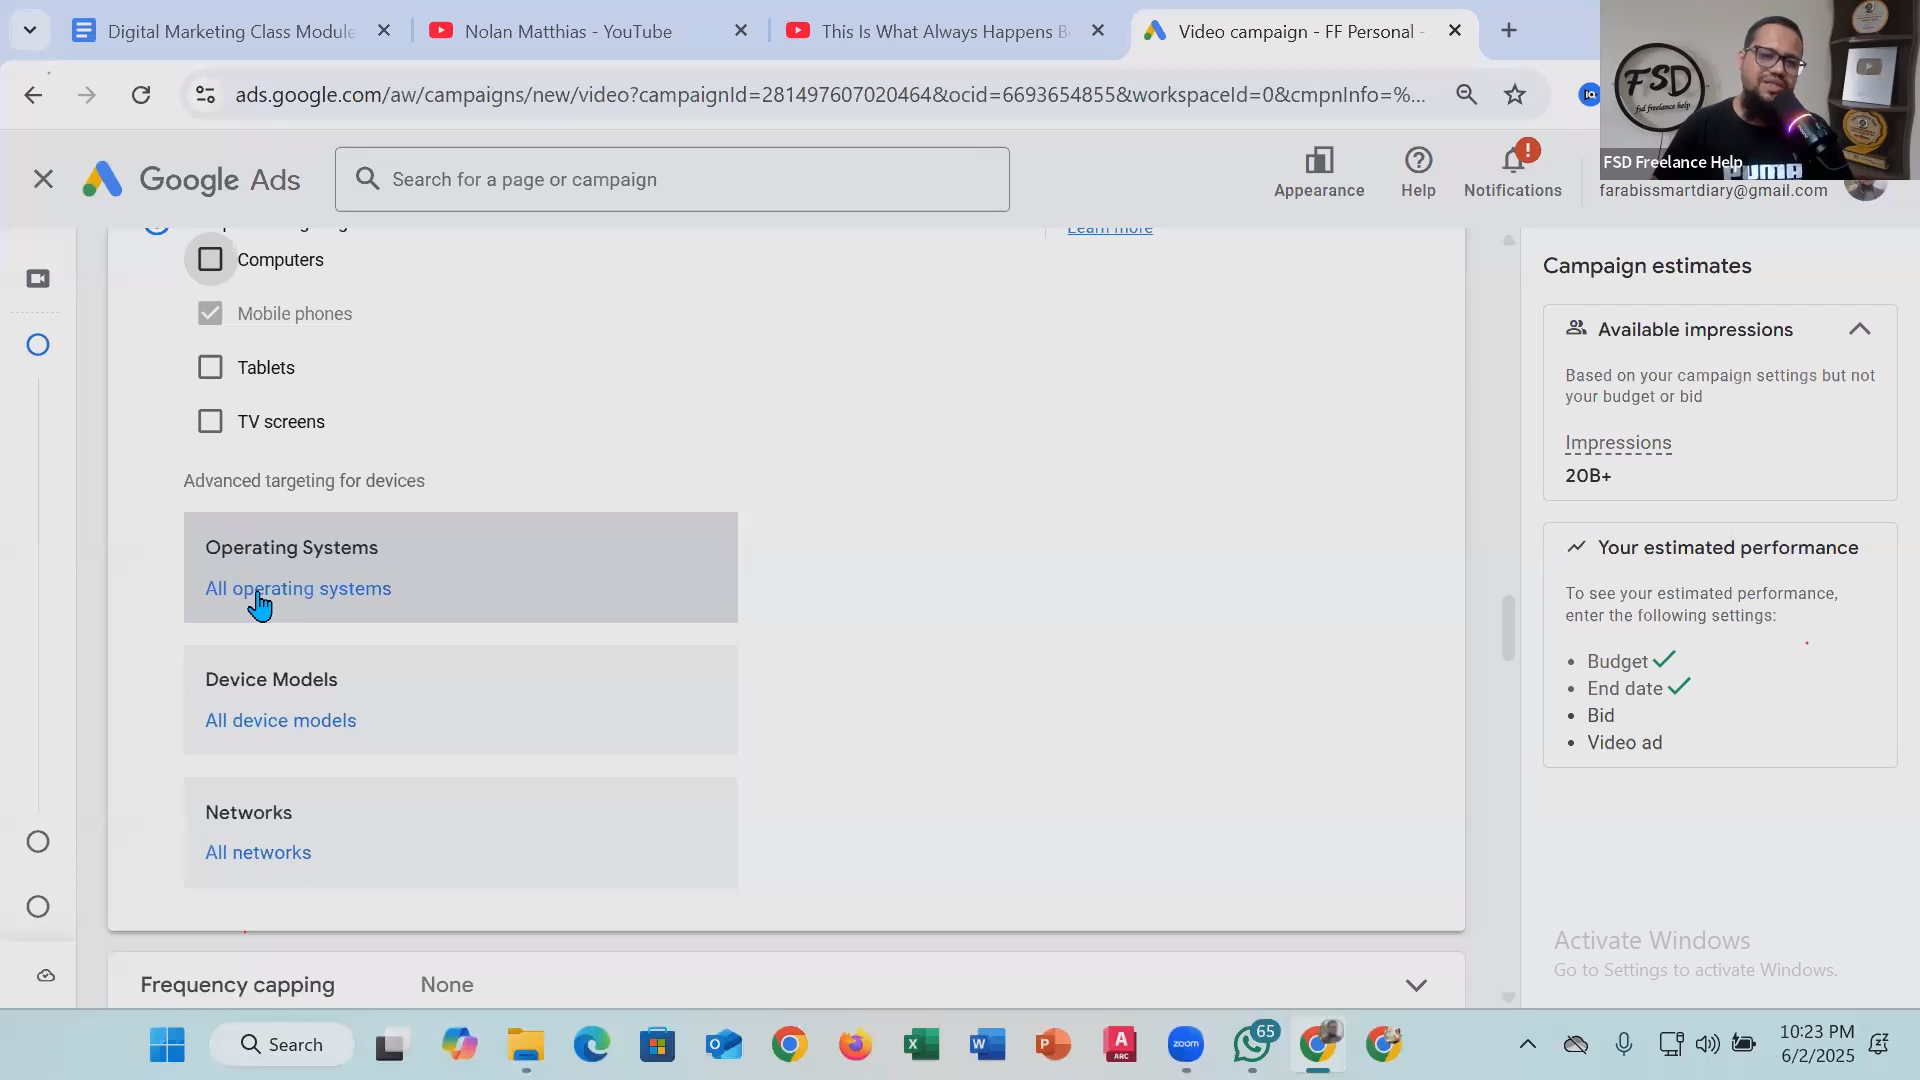 Digital Marketing Class Module
Nolan Matthias - YouTube
This Is What Always Happens B
Video campaign - FF Personal -
ads.google.com/aw/campaigns/new/video?campaignId=281497607020464&ocid=6693654855&workspaceId=0&cmpnInfo=%...
FSD
fsd freelance help
FSD Freelance Help
PUMA
Google Ads
Search for a page or campaign
Appearance
Help
Notifications
farabissmartdiary@gmail.com
Learn more
Computers
Mobile phones
Tablets
TV screens
Advanced targeting for devices
Operating Systems
All operating systems
Device Models
All device models
Networks
All networks
Frequency capping
None
Campaign estimates
Available impressions
Based on your campaign settings but not
your budget or bid
Impressions
20B+
Your estimated performance
To see your estimated performance,
enter the following settings:
Budget
End date
Bid
Video ad
Activate Windows
Go to Settings to activate Windows.
Search
65
zoom
10:23 PM
6/2/2025